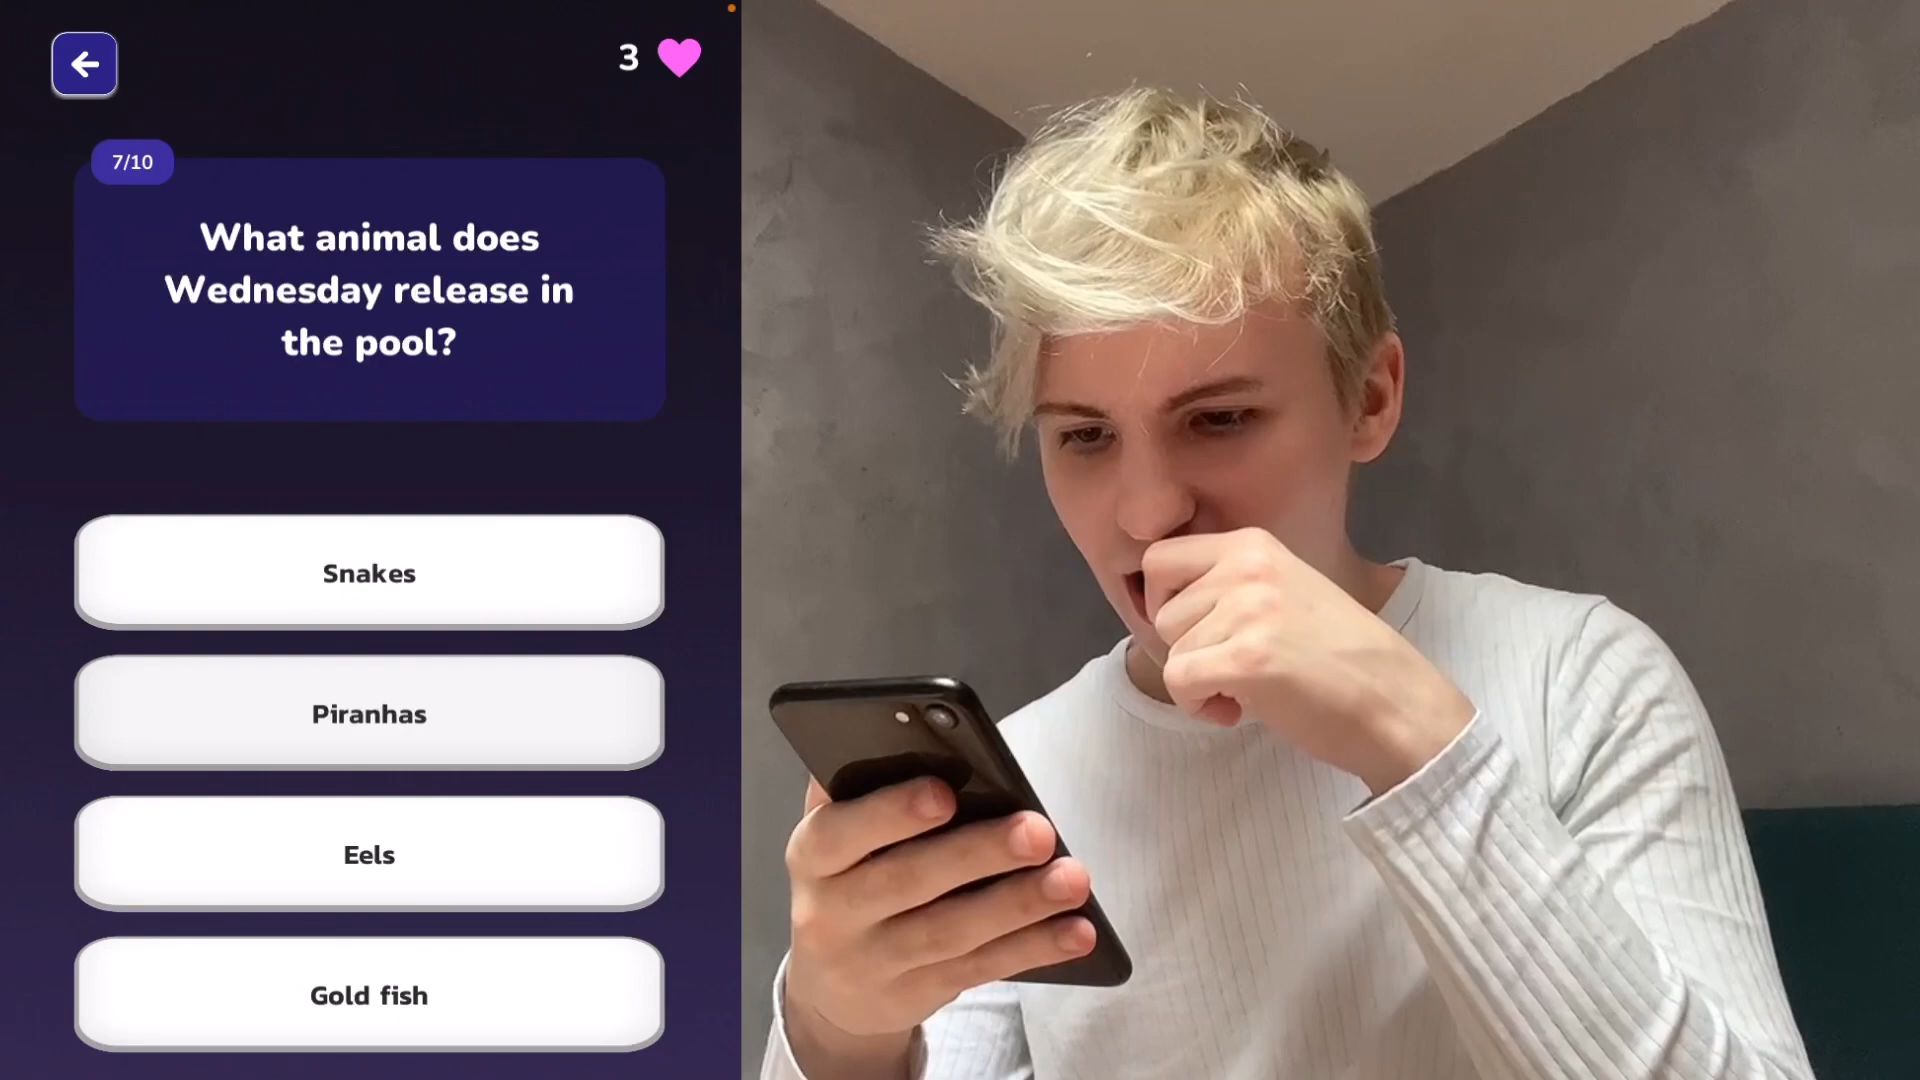 3
7/10
What animal does
Wednesday release in
the pool?
Snakes
Piranhas
Eels
Gold fish